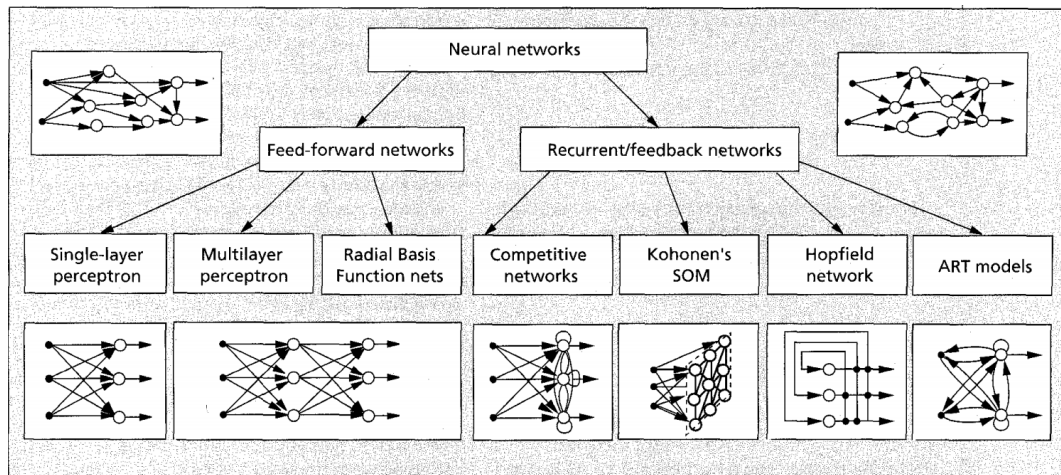 Neural networks
Feed-forward networks
Recurrent/feedback networks
Single-layer
perceptron
Multilayer
perceptron
Radial Basis
Function nets
Competitive
networks
Kohonen's
SOM
Hopfield
network
ART models